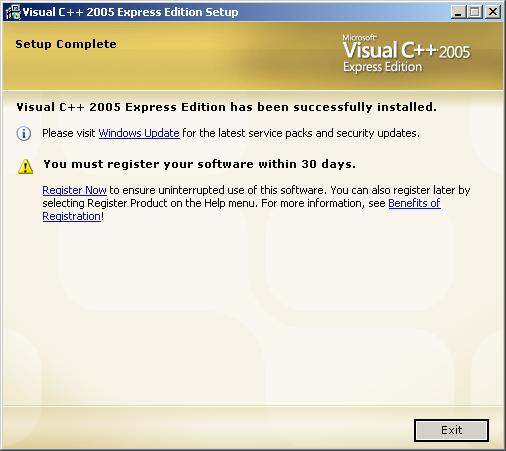 Visual C++ 2005 Express Edition Setup
Setup Complete
Microsoft®
Visual C++ 2005
Express Edition
Visual C++ 2005 Express Edition has been successfully installed.
Please visit Windows Update for the latest service packs and security updates.
You must register your software within 30 days.
Register Now to ensure uninterrupted use of this software. You can also register later by
selecting Register Product on the Help menu. For more information, see Benefits of
Registration!
Exit